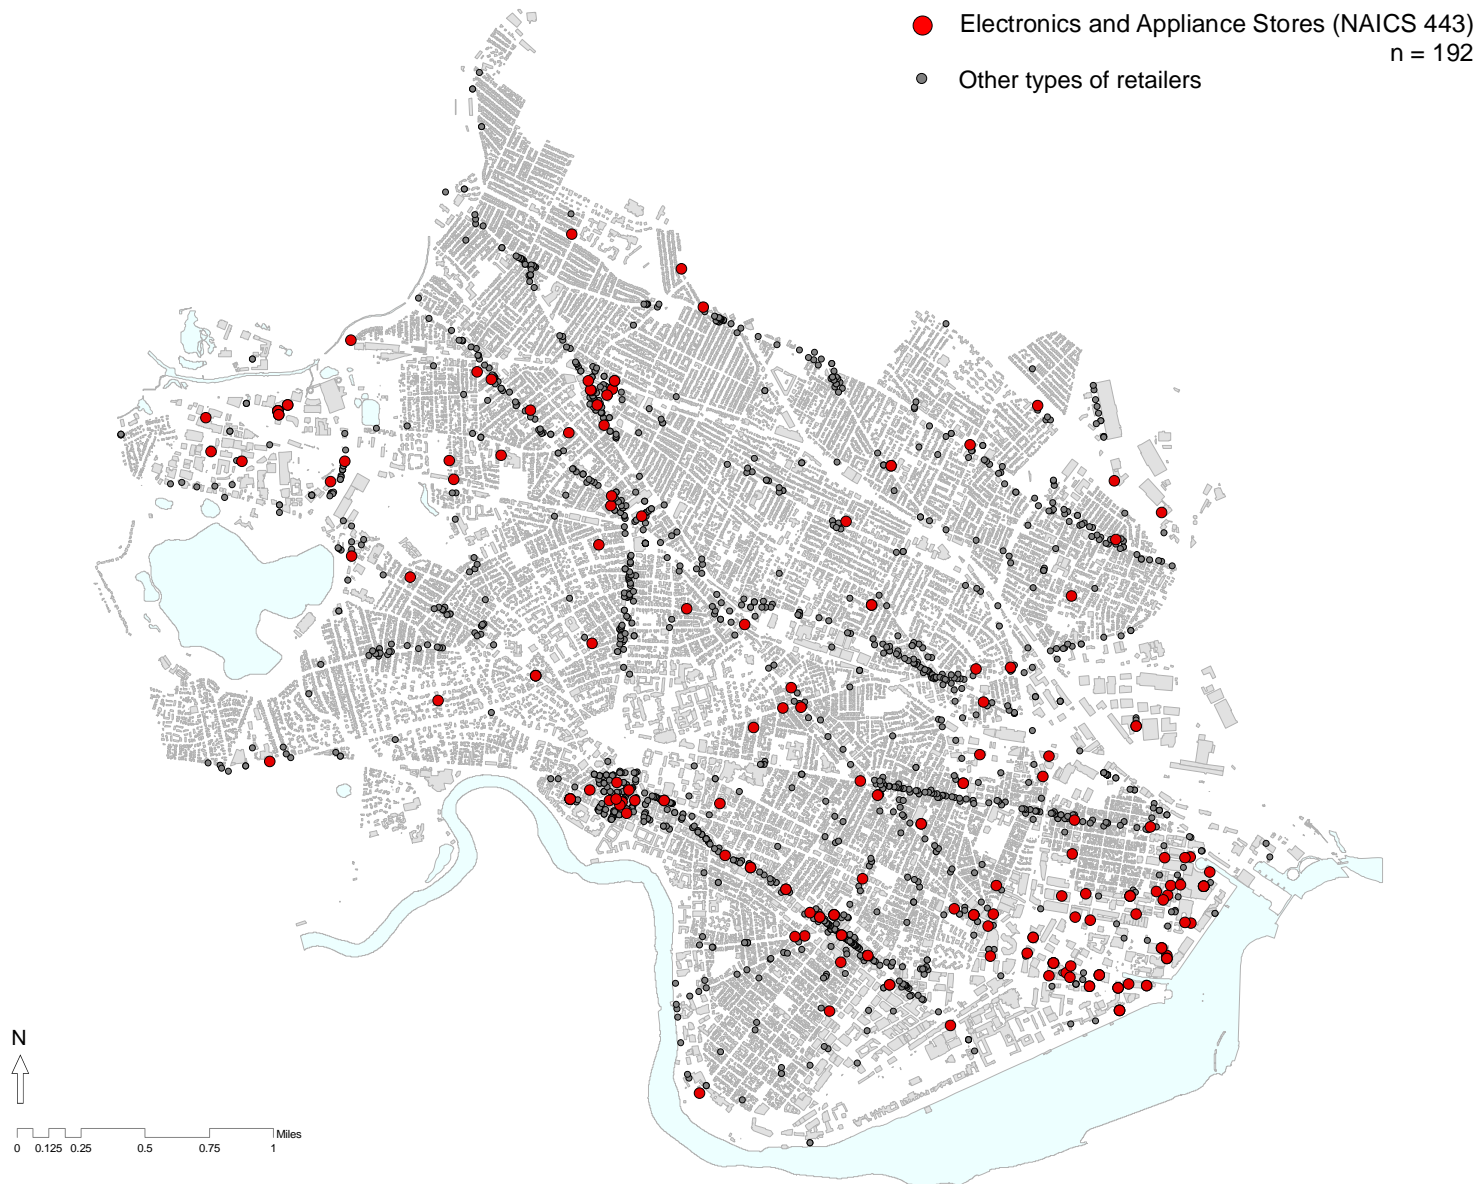 Electronics and Appliance Stores (NAICS 443)
n = 192
Other types of retailers
N
Miles
0 0.125 0.25 0.5 0.75 1